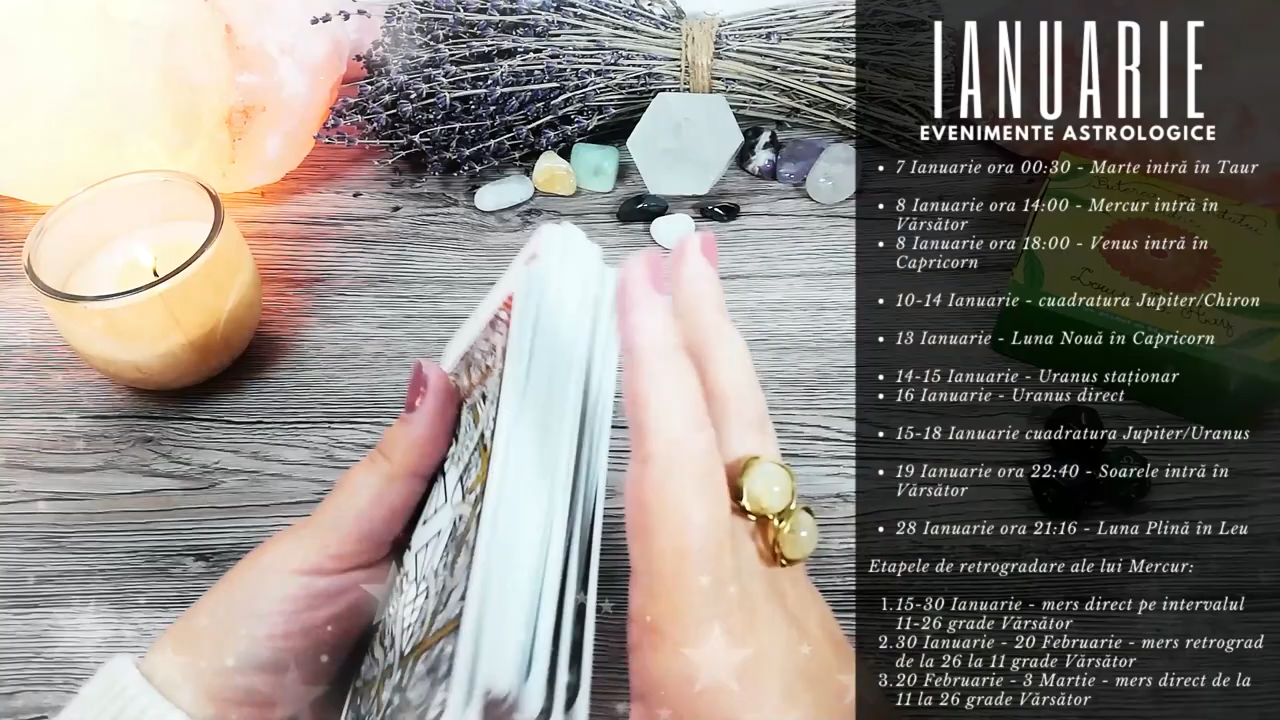 IANUARIE
EVENIMENTE ASTROLOGICE
• 7 Ianuarie ora 00:30 - Marte intră în Taur
• 8 Ianuarie ora 14:00 - Mercur intră în
Vărsător
• 8 Ianuarie ora 18:00 - Venus intră în
Capricorn
• 10-14 Ianuarie - cuadratura Jupiter/Chiron
• 13 Ianuarie - Luna Nouă în Capricorn
• 14-15 Ianuarie - Uranus staționar
• 16 Ianuarie - Uranus direct
• 15-18 Ianuarie cuadratura Jupiter/Uranus
• 19 Ianuarie ora 22:40 - Soarele intră în
Vărsător
• 28 Ianuarie ora 21:16 - Luna Plină în Leu
Etapele de retrogradare ale lui Mercur:
1.15-30 Ianuarie - mers direct pe intervalul
11-26 grade Vărsător
2.30 Ianuarie - 20 Februarie - mers retrograd
de la 26 la 11 grade Vărsător
3.20 Februarie - 3 Martie - mers direct de la
11 la 26 grade Vărsător